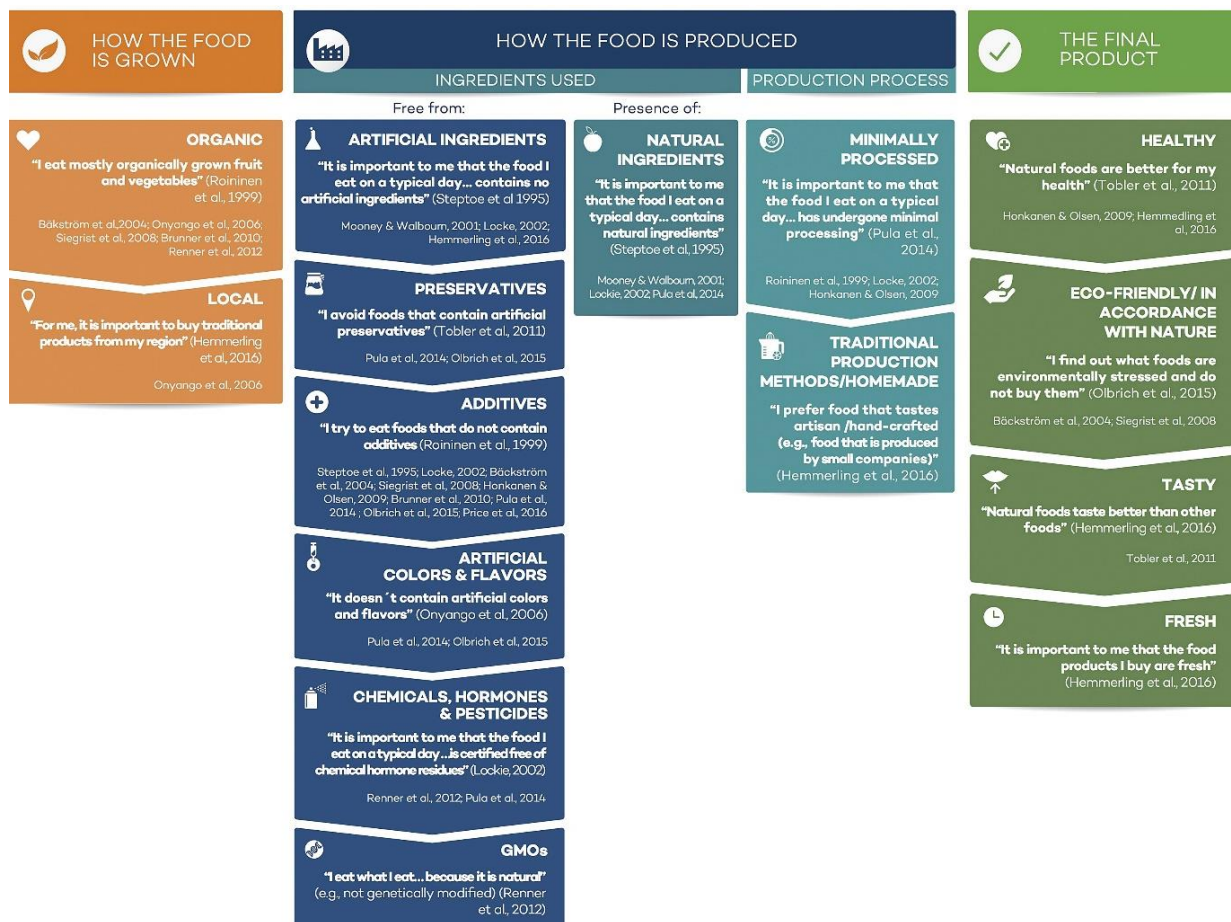 HOW THE FOOD
IS GROWN
ORGANIC
“I eat mostly organically grown fruit
and vegetables” (Roininen
et al., 1999)
Bäkström et al,2004; Onyango et al., 2006;
Siegrist et al., 2008; Brunner et al., 2010;
Renner et al., 2012
LOCAL
“For me, it is important to buy traditional
products from my region” (Hemmerling
et al., 2016)
Onyango et al., 2006
HOW THE FOOD IS PRODUCED
INGREDIENTS USED
Free from:
ARTIFICIAL INGREDIENTS
“It is important to me that the food I
eat on a typical day... contains no
artificial ingredients” (Steptoe et al 1995)
Mooney & Walbourn, 2001; Locke, 2002;
Hemmerling et al., 2016
PRESERVATIVES
“I avoid foods that contain artificial
preservatives” (Tobler et al., 2011)
Pula et al., 2014; Olbrich et al., 2015
ADDITIVES
“I try to eat foods that do not contain
additives (Roininen et al., 1999)
Steptoe et al., 1995; Locke, 2002; Bäckström
et al., 2004; Siegrist et al., 2008; Honkanen &
Olsen, 2009; Brunner et al., 2010; Pula et al.,
2014 ; Olbrich et al., 2015; Price et al., 2016
ARTIFICIAL
COLORS & FLAVORS
“It doesn´t contain artificial colors
and flavors” (Onyango et al., 2006)
Pula et al., 2014; Olbrich et al., 2015
CHEMICALS, HORMONES
& PESTICIDES
“It is important to me that the food I
eat on a typical day ...is certified free of
chemical hormone residues” (Lockie, 2002)
Renner et al., 2012; Pula et al., 2014
GMOs
“I eat what I eat... because it is natural”
(e.g., not genetically modified) (Renner
et al., 2012)
Presence of:
NATURAL
INGREDIENTS
“It is important to me
that the food I eat on a
typical day... contains
natural ingredients”
(Steptoe et al., 1995)
Mooney & Walbourn, 2001;
Lockie, 2002; Pula et al., 2014
PRODUCTION PROCESS
MINIMALLY
PROCESSED
“It is important to me that
the food I eat on a typical
day... has undergone minimal
processing” (Pula et al.,
2014)
Roininen et al., 1999; Locke, 2002;
Honkanen & Olsen, 2009
TRADITIONAL
PRODUCTION
METHODS/HOMEMADE
“I prefer food that tastes
artisan /hand-crafted
(e.g., food that is produced
by small companies)”
(Hemmerling et al., 2016)
THE FINAL
PRODUCT
HEALTHY
“Natural foods are better for my
health” (Tobler et al., 2011)
Honkanen & Olsen, 2009; Hemmedling et
al., 2016
ECO-FRIENDLY/ IN
ACCORDANCE
WITH NATURE
“I find out what foods are
environmentally stressed and do
not buy them” (Olbrich et al., 2015)
Böckström et al., 2004; Siegrist et al., 2008
TASTY
“Natural foods taste better than other
foods” (Hemmerling et al., 2016)
Tobler et al., 2011
FRESH
“It is important to me that the food
products I buy are fresh”
(Hemmerling et al., 2016)